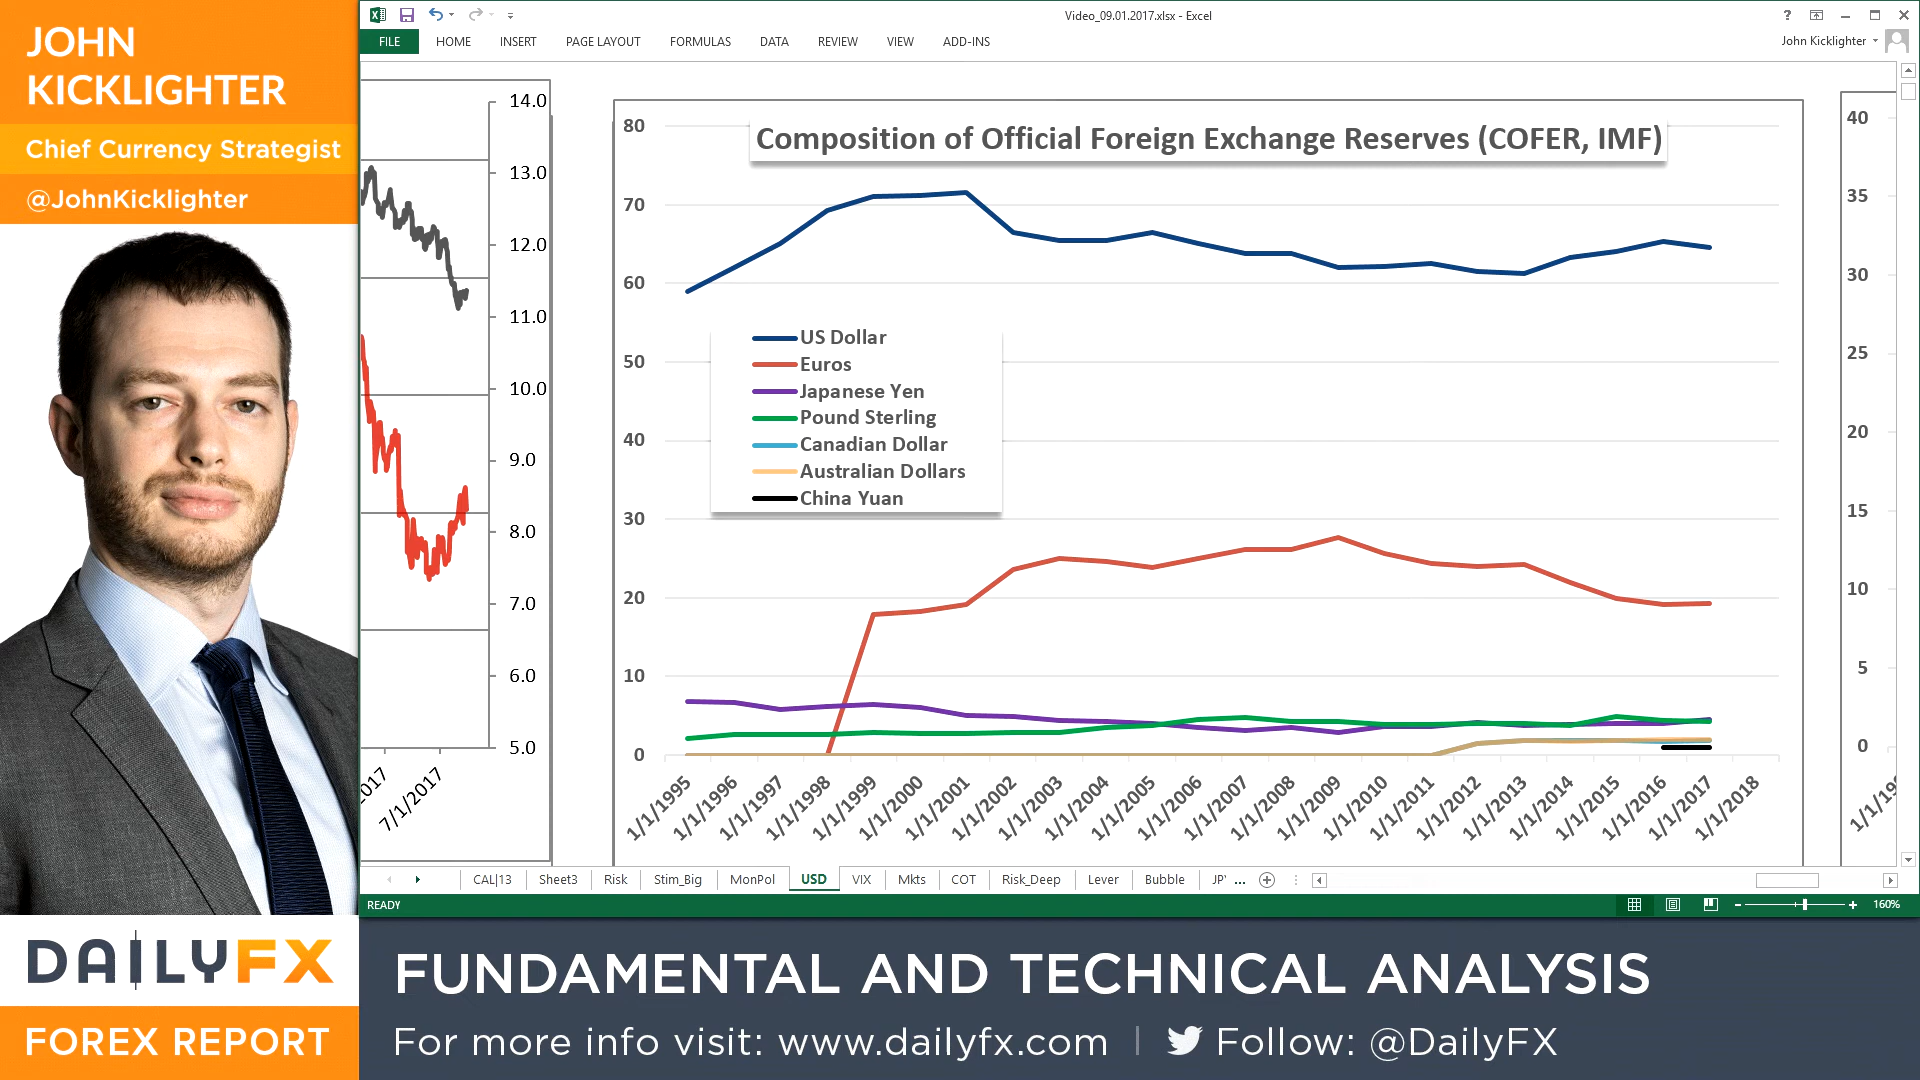 JOHN
KICKLIGHTER
Chief Currency Strategist
@JohnKicklighter
DAILYFX
FOREX REPORT
Video_09.01.2017.xlsx - Excel
?
FILE HOME INSERT PAGE LAYOUT FORMULAS DATA REVIEW VIEW ADD-INS
John Kicklighter
14.0
13.0
12.0
11.0
10.0
9.0
8.0
7.0
6.0
5.0
7/1/2017
Composition of Official Foreign Exchange Reserves (COFER, IMF)
80
70
60
50
40
30
20
10
0
US Dollar
Euros
Japanese Yen
Pound Sterling
Canadian Dollar
Australian Dollars
China Yuan
1/1/1995
1/1/1996
1/1/1997
1/1/1998
1/1/1999
1/1/2000
1/1/2001
1/1/2002
1/1/2003
1/1/2004
1/1/2005
1/1/2006
1/1/2007
1/1/2008
1/1/2009
1/1/2010
1/1/2011
1/1/2012
1/1/2013
1/1/2014
1/1/2015
1/1/2016
1/1/2017
1/1/2018
40
35
30
25
20
15
10
5
0
CAL|13 Sheet3 Risk Stim_Big MonPol USD VIX Mkts COT Risk_Deep Lever Bubble ...
READY
160%
FUNDAMENTAL AND TECHNICAL ANALYSIS
For more info visit: www.dailyfx.com | Follow: @DailyFX